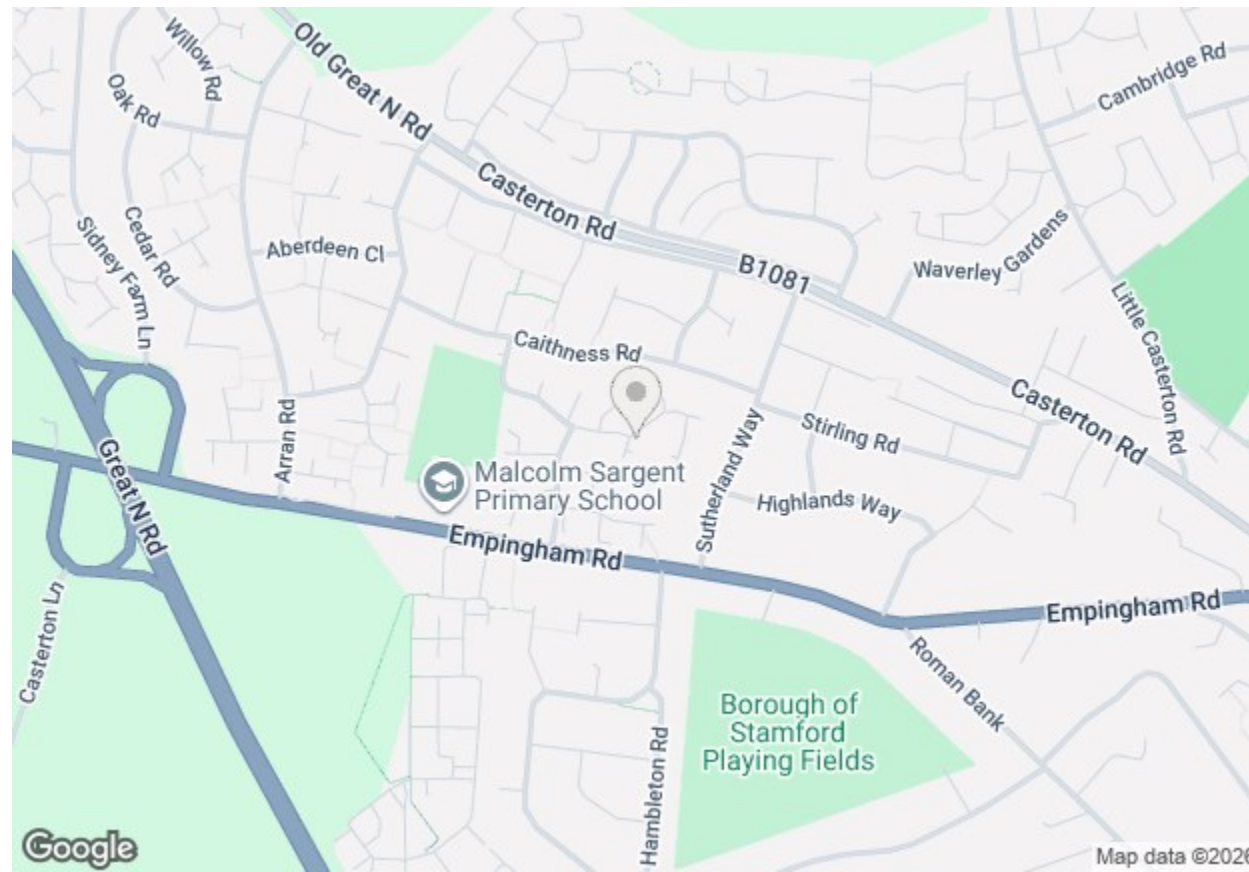 Willow Rd
Old Great N Rd
Oak Rd
Cambridge Rd
Casterton Rd
Cedar Rd
Sidney Farm Ln
Aberdeen Cl
B1081
Waverley Gardens
Little Casterton Rd
Caithness Rd
Casterton Rd
Arran Rd
Stirling Rd
Sutherland Way
Great N Rd
Malcolm Sargent
Primary School
Highlands Way
Empingham Rd
Empingham Rd
Casterton Ln
Roman Bank
Borough of
Stamford
Playing Fields
Hambleton Rd
Google
Map data ©2026